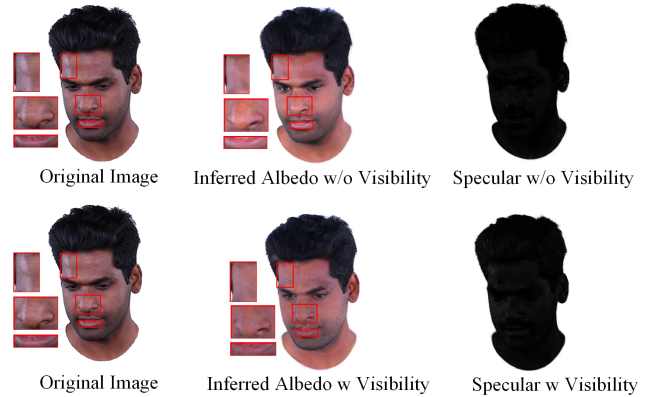 Original Image
Inferred Albedo w/o Visibility
Specular w/o Visibility
Original Image
Inferred Albedo w Visibility
Specular w Visibility